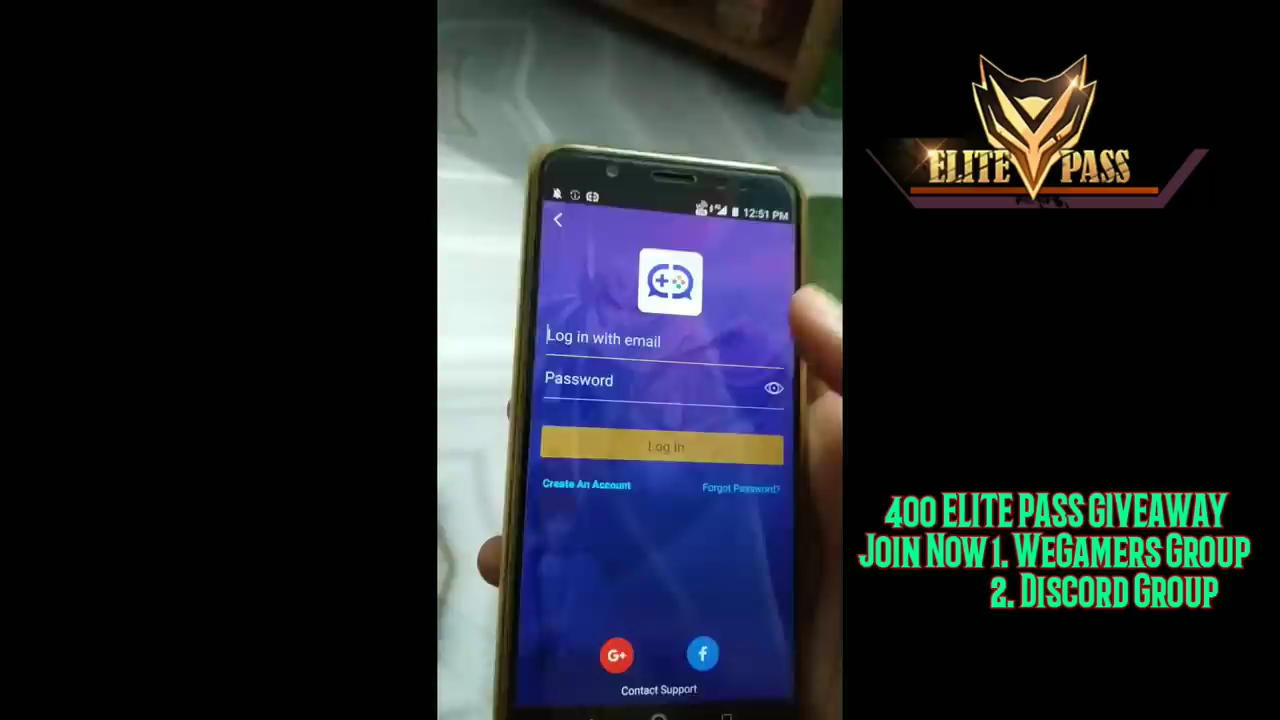 12:51 PM
Log in with email
Password
Log In
Create An Account
Forgot Password?
G+
f
Contact Support
ELITE PASS
400 ELITE PASS GIVEAWAY
JOIN NOW 1. WEGAMERS GROUP
2. DISCORD GROUP